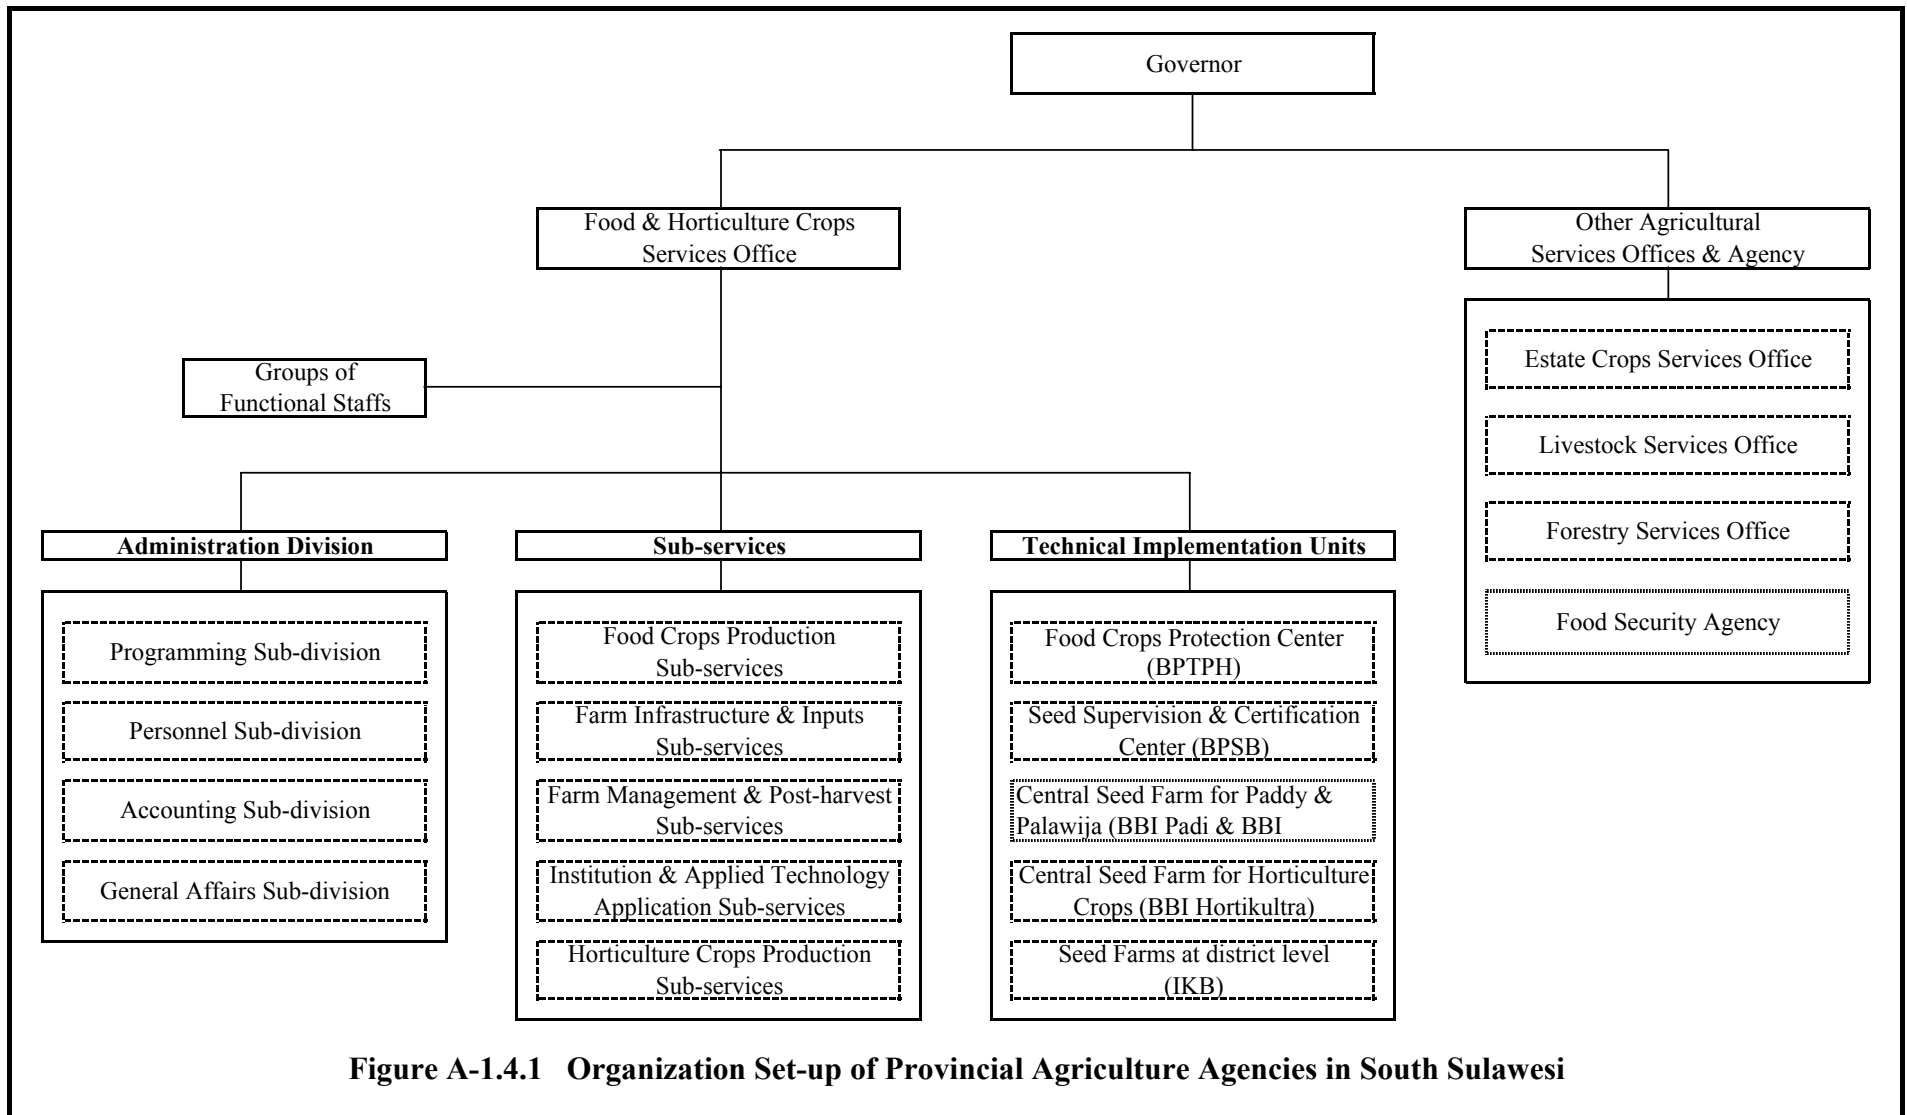 Governor
Food & Horticulture Crops
Services Office
Other Agricultural
Services Offices & Agency
Estate Crops Services Office
Livestock Services Office
Forestry Services Office
Food Security Agency
Groups of
Functional Staffs
Administration Division
Programming Sub-division
Personnel Sub-division
Accounting Sub-division
General Affairs Sub-division
Sub-services
Food Crops Production
Sub-services
Farm Infrastructure & Inputs
Sub-services
Farm Management & Post-harvest
Sub-services
Institution & Applied Technology
Application Sub-services
Horticulture Crops Production
Sub-services
Technical Implementation Units
Food Crops Protection Center
(BPTPH)
Seed Supervision & Certification
Center (BPSB)
Central Seed Farm for Paddy &
Palawija (BBI Padi & BBI
Central Seed Farm for Horticulture
Crops (BBI Hortikultra)
Seed Farms at district level
(IKB)
Figure A-1.4.1 Organization Set-up of Provincial Agriculture Agencies in South Sulawesi